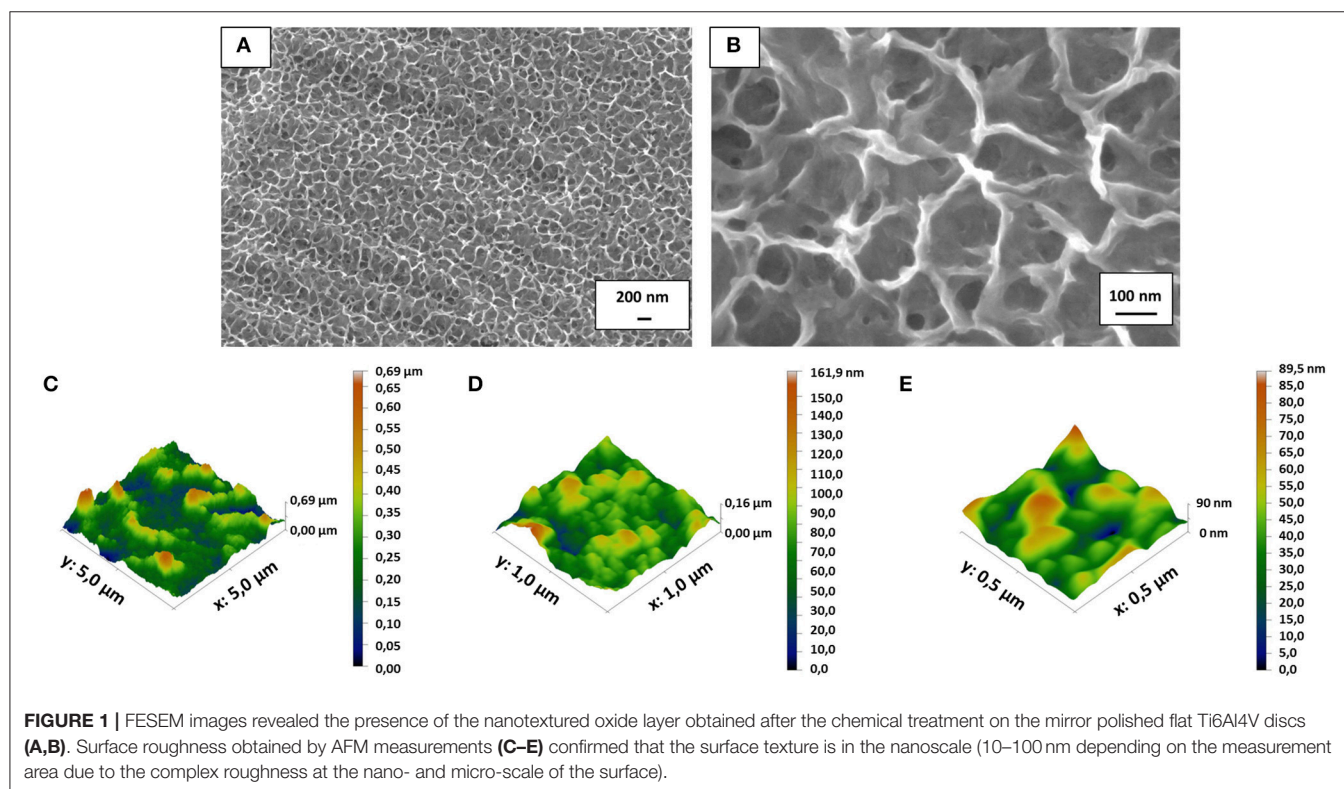 A
B
200 nm
100 nm
C
D
E
0,69 µm
0,65
0,60
0,55
0,50
0,45
0,40
0,35
0,30
0,25
0,20
0,15
0,10
0,05
0,00
0,69 µm
0,00 µm
y: 5,0 µm
x: 5,0 µm
161,9 nm
150,0
130,0
120,0
110,0
100,0
90,0
80,0
70,0
60,0
50,0
40,0
30,0
20,0
10,0
0,0
0,16 µm
0,00 µm
y: 1,0 µm
x: 1,0 µm
89,5 nm
85,0
80,0
75,0
70,0
65,0
60,0
55,0
50,0
45,0
40,0
35,0
30,0
25,0
20,0
15,0
10,0
5,0
0,0
90 nm
0 nm
y: 0,5 µm
x: 0,5 µm
FIGURE 1 | FESEM images revealed the presence of the nanotextured oxide layer obtained after the chemical treatment on the mirror polished flat Ti6Al4V discs
(A,B). Surface roughness obtained by AFM measurements (C–E) confirmed that the surface texture is in the nanoscale (10–100 nm depending on the measurement
area due to the complex roughness at the nano- and micro-scale of the surface).